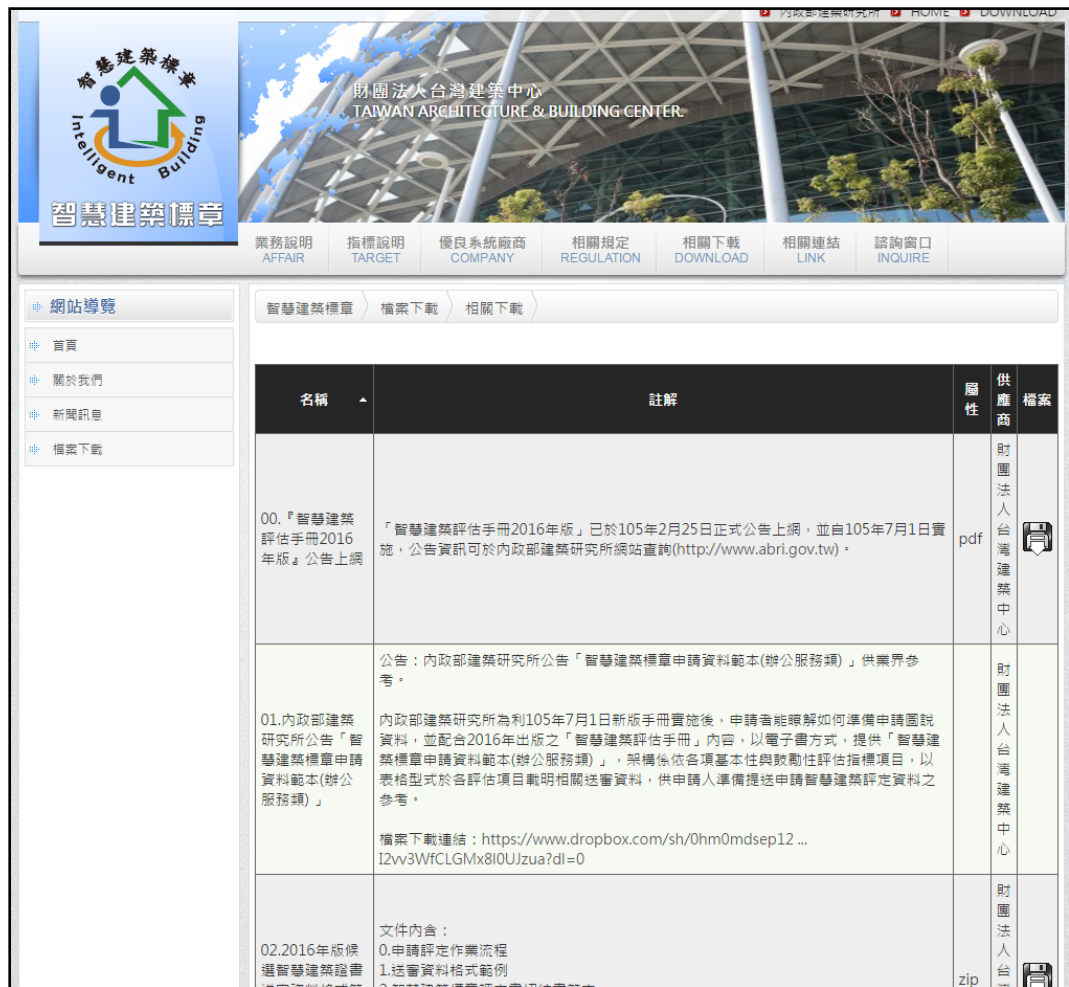 內政部建築研究所 HOME DOWNLOAD
智慧建築標章
Intelligent Building
智慧建築標章
財團法人台灣建築中心
TAIWAN ARCHITECTURE & BUILDING CENTER.
業務說明 指標說明 優良系統廠商 相關規定 相關下載 相關連結 諮詢窗口
AFFAIR TARGET COMPANY REGULATION DOWNLOAD LINK INQUIRE
網站導覽
首頁
關於我們
新聞訊息
檔案下載
智慧建築標章 檔案下載 相關下載
名稱 註解 屬性 供應商 檔案
00.『智慧建築
評估手冊2016
年版』公告上網
「智慧建築評估手冊2016年版」已於105年2月25日正式公告上網，並自105年7月1日實
施，公告資訊可於內政部建築研究所網站查詢(http://www.abri.gov.tw)。
pdf
財團法人台灣建築中心
01.內政部建築
研究所公告「智
慧建築標章申請
資料範本(辦公
服務類)」
公告：內政部建築研究所公告「智慧建築標章申請資料範本(辦公服務類)」供業界參
考。
內政部建築研究所為利105年7月1日新版手冊實施後，申請者能瞭解如何準備申請圖說
資料，並配合2016年出版之「智慧建築評估手冊」內容，以電子書方式，提供「智慧建
築標章申請資料範本(辦公服務類)」，架構係依各項基本性與鼓勵性評估指標項目，以
表格型式於各評估項目載明相關送審資料，供申請人準備提送申請智慧建築評定資料之
參考。
檔案下載連結：https://www.dropbox.com/sh/0hm0mdsep12 ...
I2vv3WfCLGMx8l0UJzua?dl=0
財團法人台灣建築中心
02.2016年版候
選智慧建築證書
文件內含：
0.申請評定作業流程
1.送審資料格式範例
zip
財團法人台